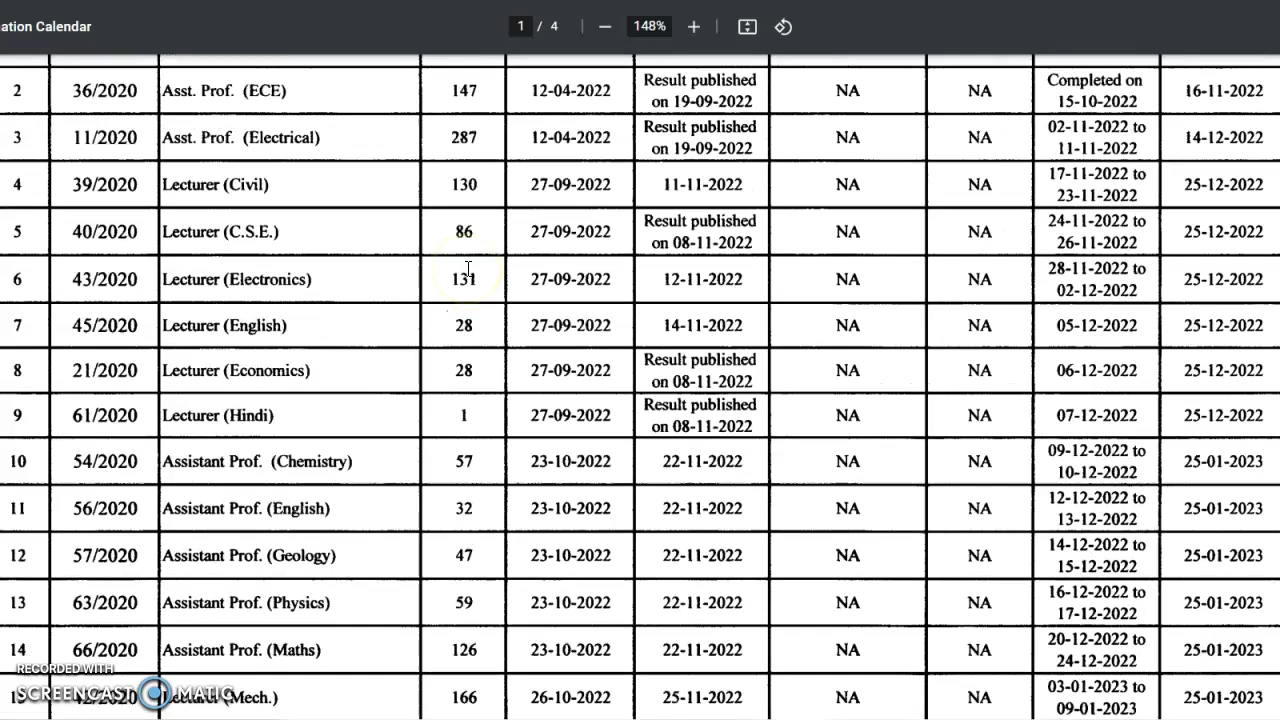 ation Calendar
1 / 4 148%
2 36/2020 Asst. Prof. (ECE) 147 12-04-2022 Result published on 19-09-2022 NA NA Completed on 15-10-2022 16-11-2022
3 11/2020 Asst. Prof. (Electrical) 287 12-04-2022 Result published on 19-09-2022 NA NA 02-11-2022 to 11-11-2022 14-12-2022
4 39/2020 Lecturer (Civil) 130 27-09-2022 11-11-2022 NA NA 17-11-2022 to 23-11-2022 25-12-2022
5 40/2020 Lecturer (C.S.E.) 86 27-09-2022 Result published on 08-11-2022 NA NA 24-11-2022 to 26-11-2022 25-12-2022
6 43/2020 Lecturer (Electronics) 131 27-09-2022 12-11-2022 NA NA 28-11-2022 to 02-12-2022 25-12-2022
7 45/2020 Lecturer (English) 28 27-09-2022 14-11-2022 NA NA 05-12-2022 25-12-2022
8 21/2020 Lecturer (Economics) 28 27-09-2022 Result published on 08-11-2022 NA NA 06-12-2022 25-12-2022
9 61/2020 Lecturer (Hindi) 1 27-09-2022 Result published on 08-11-2022 NA NA 07-12-2022 25-12-2022
10 54/2020 Assistant Prof. (Chemistry) 57 23-10-2022 22-11-2022 NA NA 09-12-2022 to 10-12-2022 25-01-2023
11 56/2020 Assistant Prof. (English) 32 23-10-2022 22-11-2022 NA NA 12-12-2022 to 13-12-2022 25-01-2023
12 57/2020 Assistant Prof. (Geology) 47 23-10-2022 22-11-2022 NA NA 14-12-2022 to 15-12-2022 25-01-2023
13 63/2020 Assistant Prof. (Physics) 59 23-10-2022 22-11-2022 NA NA 16-12-2022 to 17-12-2022 25-01-2023
14 66/2020 Assistant Prof. (Maths) 126 23-10-2022 22-11-2022 NA NA 20-12-2022 to 24-12-2022 25-01-2023
(Mech.) 166 26-10-2022 25-11-2022 NA NA 03-01-2023 to 09-01-2023 25-01-2023
RECORDED WITH
SCREENCAST MATIC